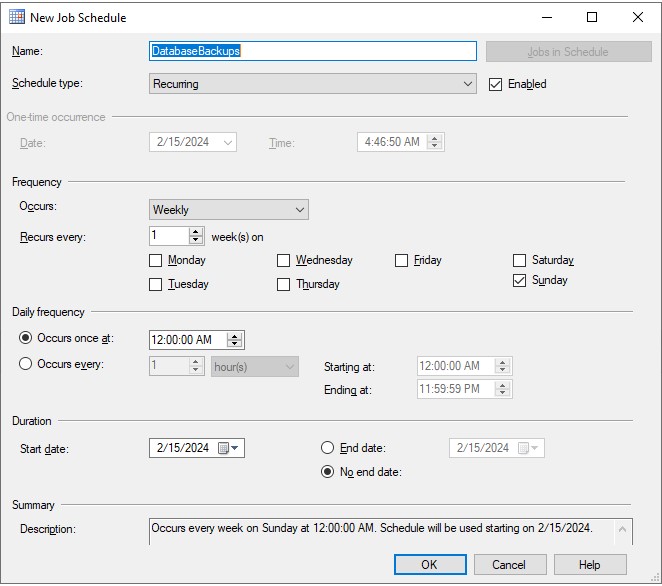 New Job Schedule
Name: DatabaseBackups Jobs in Schedule
Schedule type: Recurring Enabled
One-time occurrence
Date: 2/15/2024 Time: 4:46:50 AM
Frequency
Occurs: Weekly
Recurs every: 1 week(s) on
Monday Wednesday Friday Saturday
Tuesday Thursday Sunday
Daily frequency
Occurs once at: 12:00:00 AM
Occurs every: 1 hour(s) Starting at: 12:00:00 AM
Ending at: 11:59:59 PM
Duration
Start date: 2/15/2024 End date: 2/15/2024
No end date:
Summary
Description: Occurs every week on Sunday at 12:00:00 AM. Schedule will be used starting on 2/15/2024.
OK Cancel Help